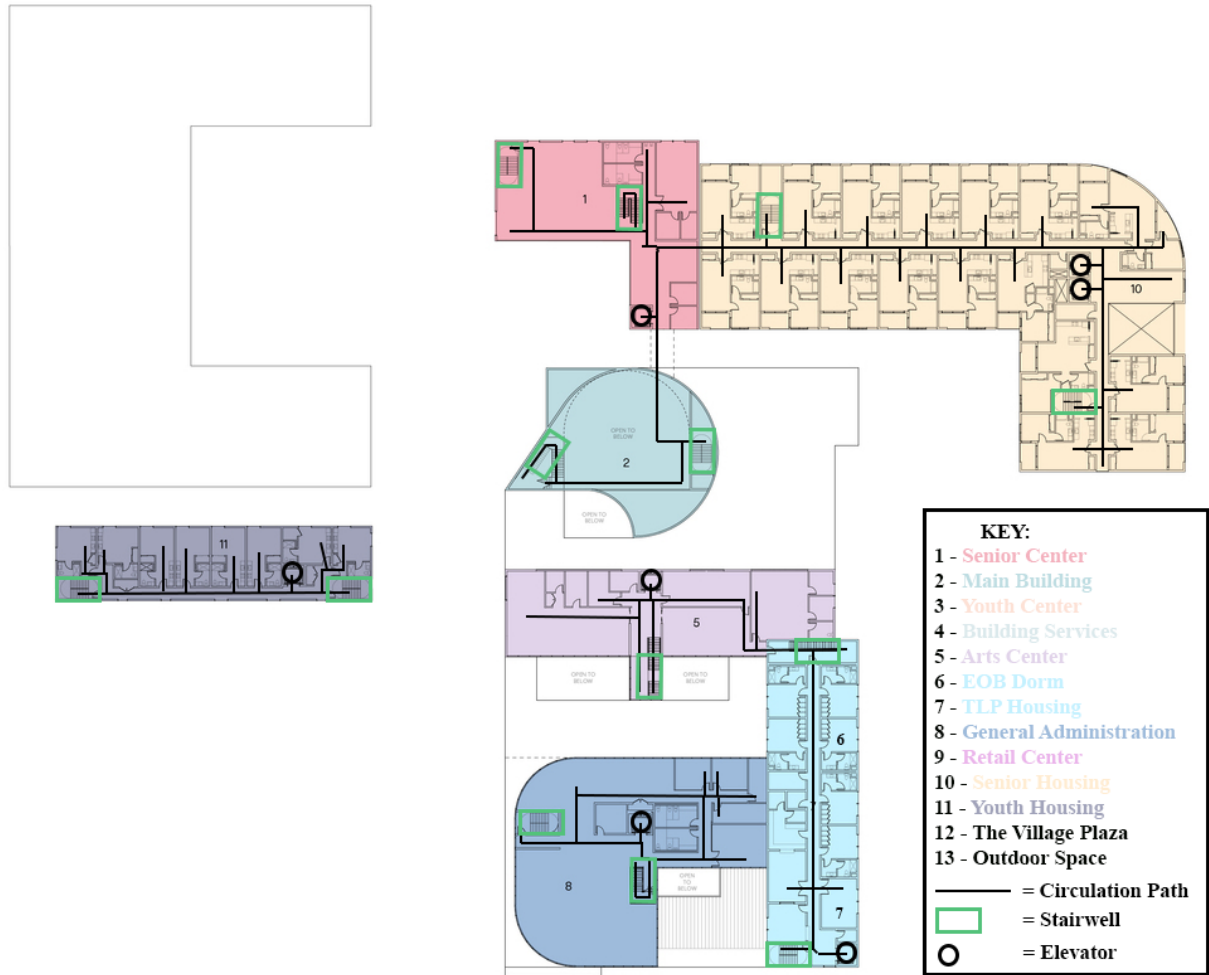 1
10
OPEN TO
BELOW
2
OPEN TO
BELOW
11
5
OPEN TO
BELOW
OPEN TO
BELOW
6
8
OPEN
TO
BELOW
7
KEY:
1 - Senior Center
2 - Main Building
3 - Youth Center
4 - Building Services
5 - Arts Center
6 - EOB Dorm
7 - TLP Housing
8 - General Administration
9 - Retail Center
10 - Senior Housing
11 - Youth Housing
12 - The Village Plaza
13 - Outdoor Space
= Circulation Path
= Stairwell
= Elevator